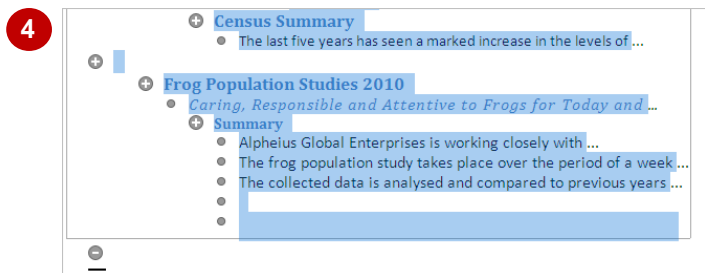 4
Census Summary
The last five years has seen a marked increase in the levels of ...
Frog Population Studies 2010
Caring, Responsible and Attentive to Frogs for Today and ...
Summary
Alpheius Global Enterprises is working closely with ...
The frog population study takes place over the period of a week ...
The collected data is analysed and compared to previous years ...